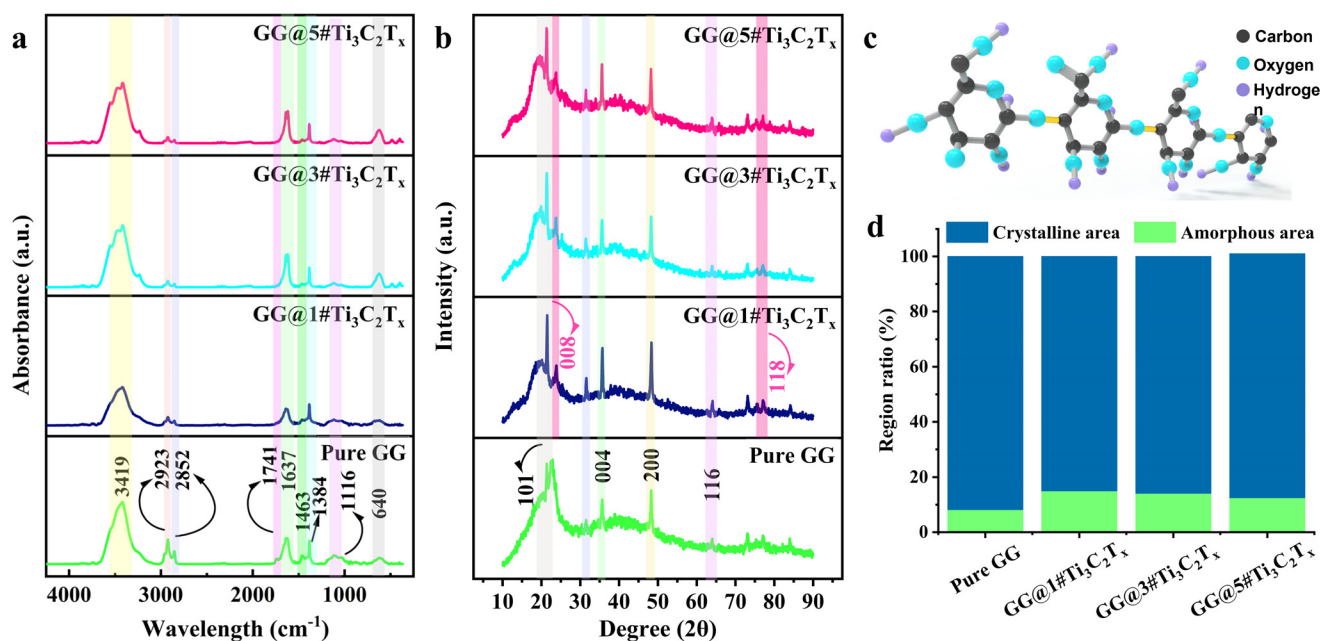 a
GG@5#Ti₃C₂Tₓ
GG@3#Ti₃C₂Tₓ
GG@1#Ti₃C₂Tₓ
Pure GG
3419
2923
2852
1741
1637
1463
1384
1116
640
Absorbance (a.u.)
4000 3000 2000 1000
Wavelength (cm⁻¹)
b
GG@5#Ti₃C₂Tₓ
GG@3#Ti₃C₂Tₓ
GG@1#Ti₃C₂Tₓ
008
118
Pure GG
101
004
200
116
Intensity (a.u.)
10 20 30 40 50 60 70 80 90
Degree (2θ)
c
Carbon
Oxygen
Hydroge
n
d
Crystalline area
Amorphous area
100
80
60
40
20
0
Region ratio (%)
Pure GG
GG@1#Ti₃C₂Tₓ
GG@3#Ti₃C₂Tₓ
GG@5#Ti₃C₂Tₓ